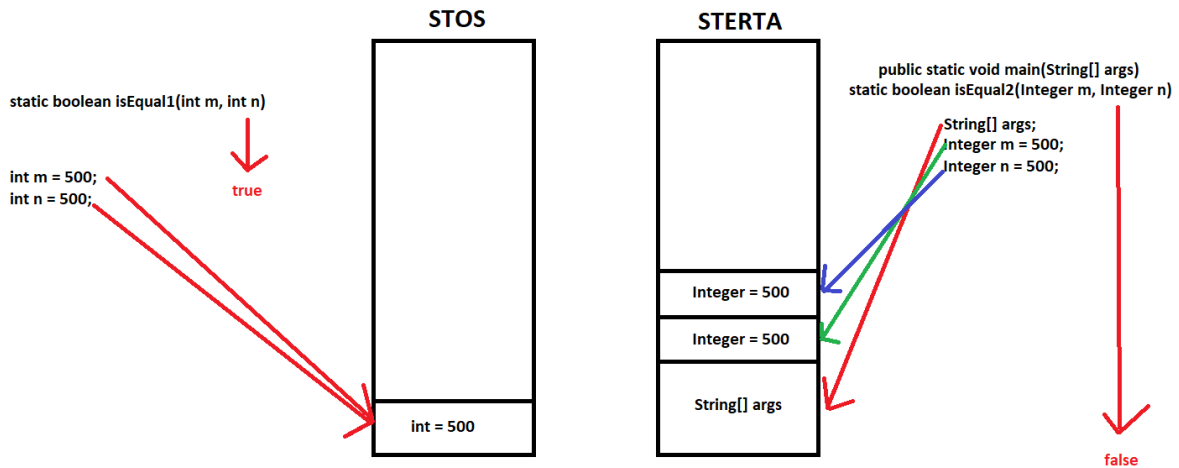 STOS
STERTA
static boolean isEqual1(int m, int n)
true
int m = 500;
int n = 500;
int = 500
public static void main(String[] args)
static boolean isEqual2(Integer m, Integer n)
String[] args;
Integer m = 500;
Integer n = 500;
Integer = 500
Integer = 500
String[] args
false